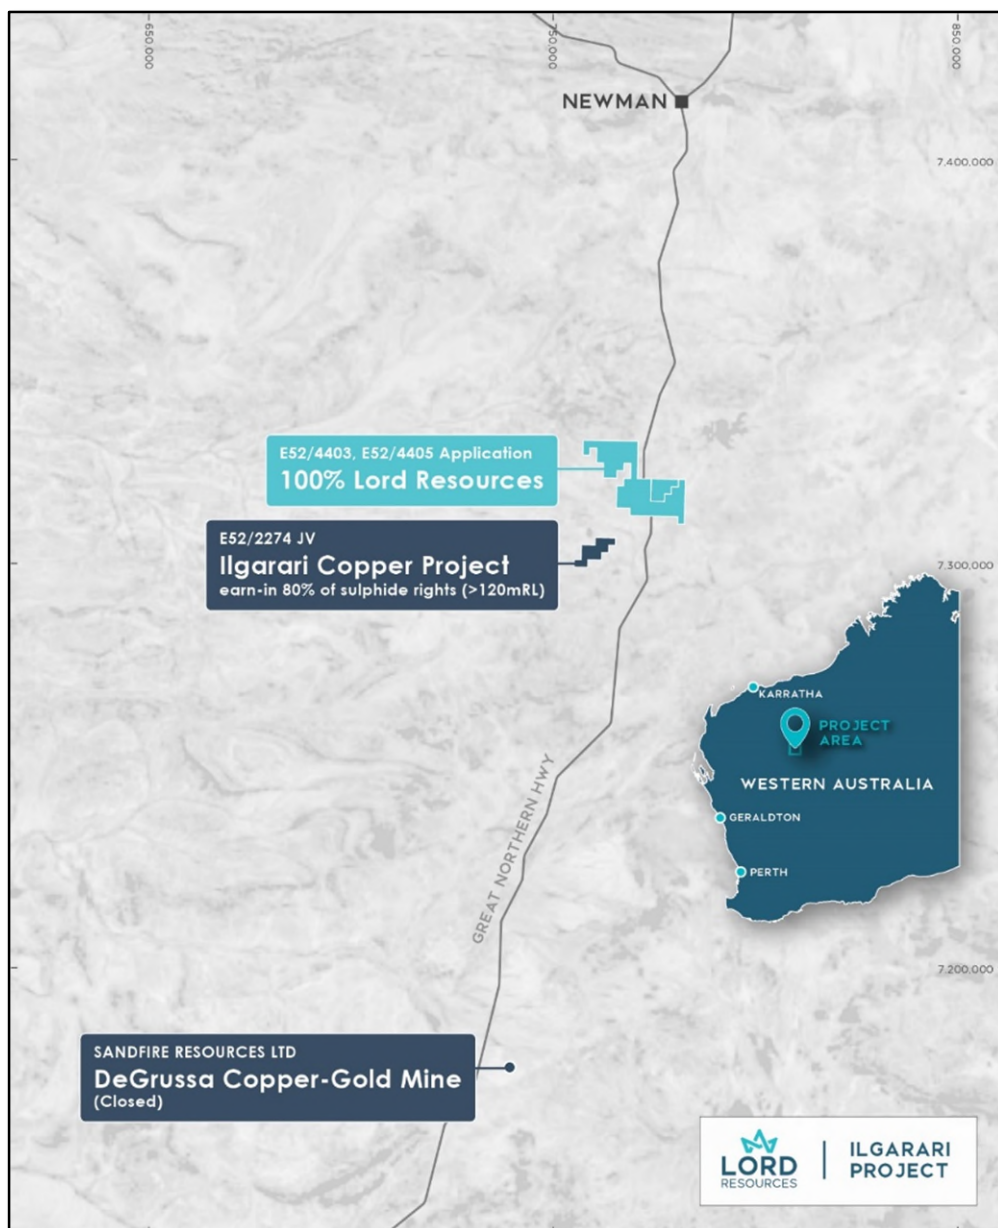 650,000
750,000
850,000
NEWMAN
7,400,000
E52/4403, E52/4405 Application
100% Lord Resources
E52/2274 JV
Ilgarari Copper Project
earn-in 80% of sulphide rights (>120mRL)
7,300,000
KARRATHA
PROJECT
AREA
WESTERN AUSTRALIA
GERALDTON
PERTH
GREAT NORTHERN HWY
7,200,000
SANDFIRE RESOURCES LTD
DeGrussa Copper-Gold Mine
(Closed)
LORD
RESOURCES
ILGARARI
PROJECT